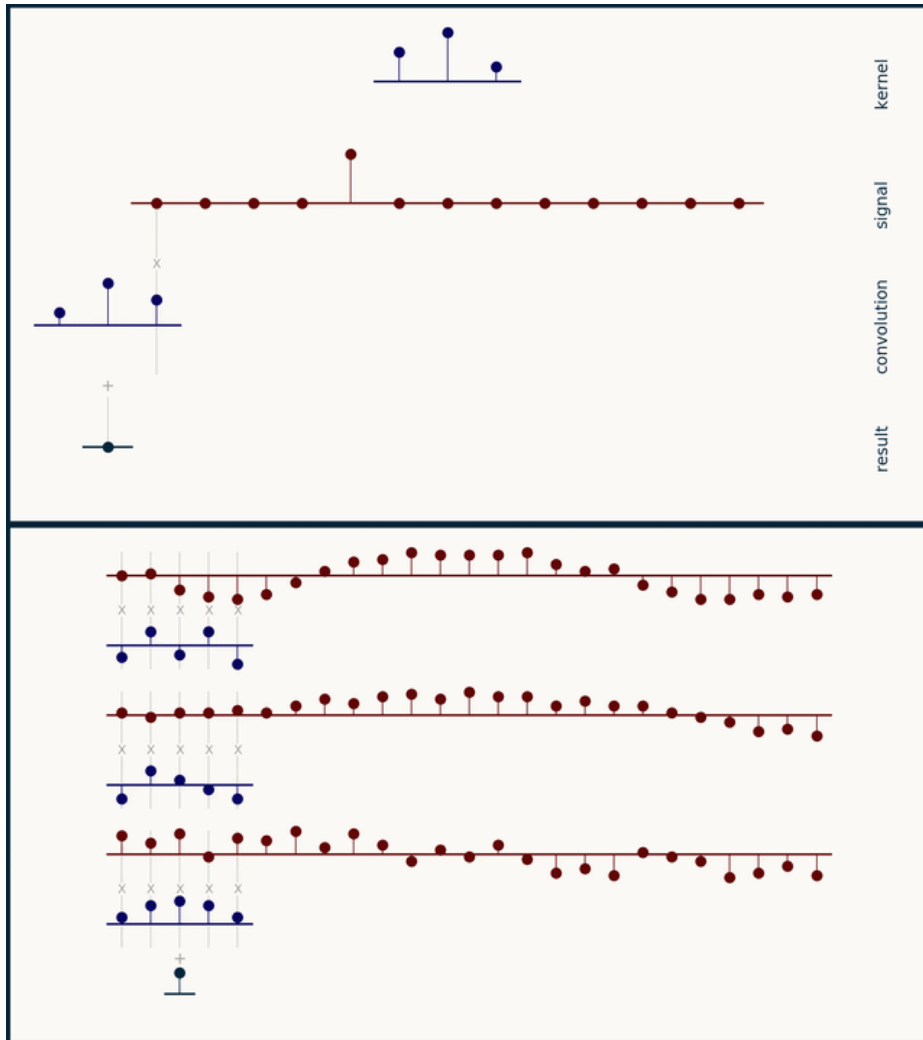 kernel
signal
x
convolution
+
result
x x x x x
x x x x x
x x x x x
+